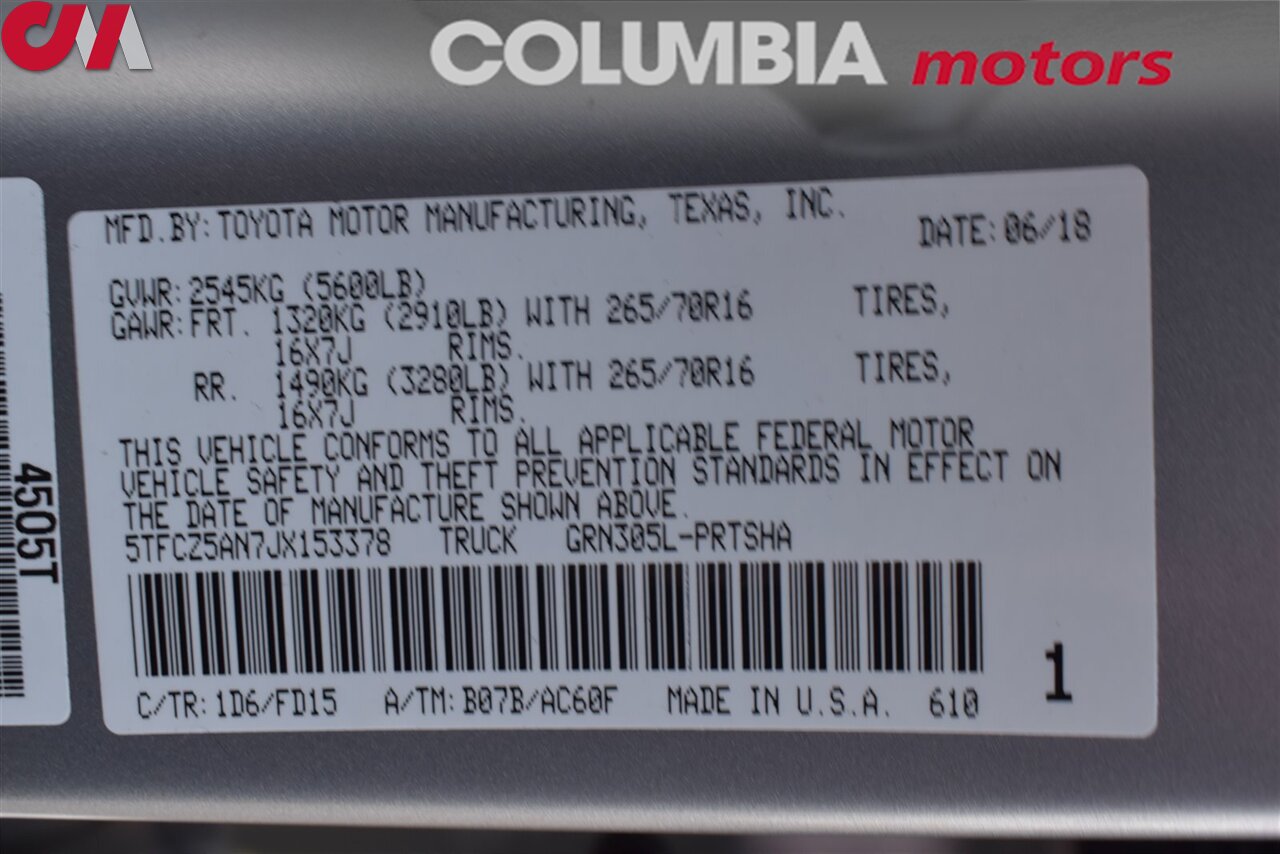 CM
COLUMBIA motors
MFD.BY: TOYOTA MOTOR MANUFACTURING, TEXAS, INC.
DATE: 06/18
GVWR: 2545KG (5600LB)
GAWR: FRT. 1320KG (2910LB) WITH 265/70R16 TIRES,
16X7J RIMS.
RR. 1490KG (3280LB) WITH 265/70R16 TIRES,
16X7J RIMS.
THIS VEHICLE CONFORMS TO ALL APPLICABLE FEDERAL MOTOR
VEHICLE SAFETY AND THEFT PREVENTION STANDARDS IN EFFECT ON
THE DATE OF MANUFACTURE SHOWN ABOVE.
5TFCZ5AN7JX153378 TRUCK GRN305L-PRTSHA
C/TR: 1D6/FD15 A/TM: B07B/AC60F MADE IN U.S.A. 610
1
4505T